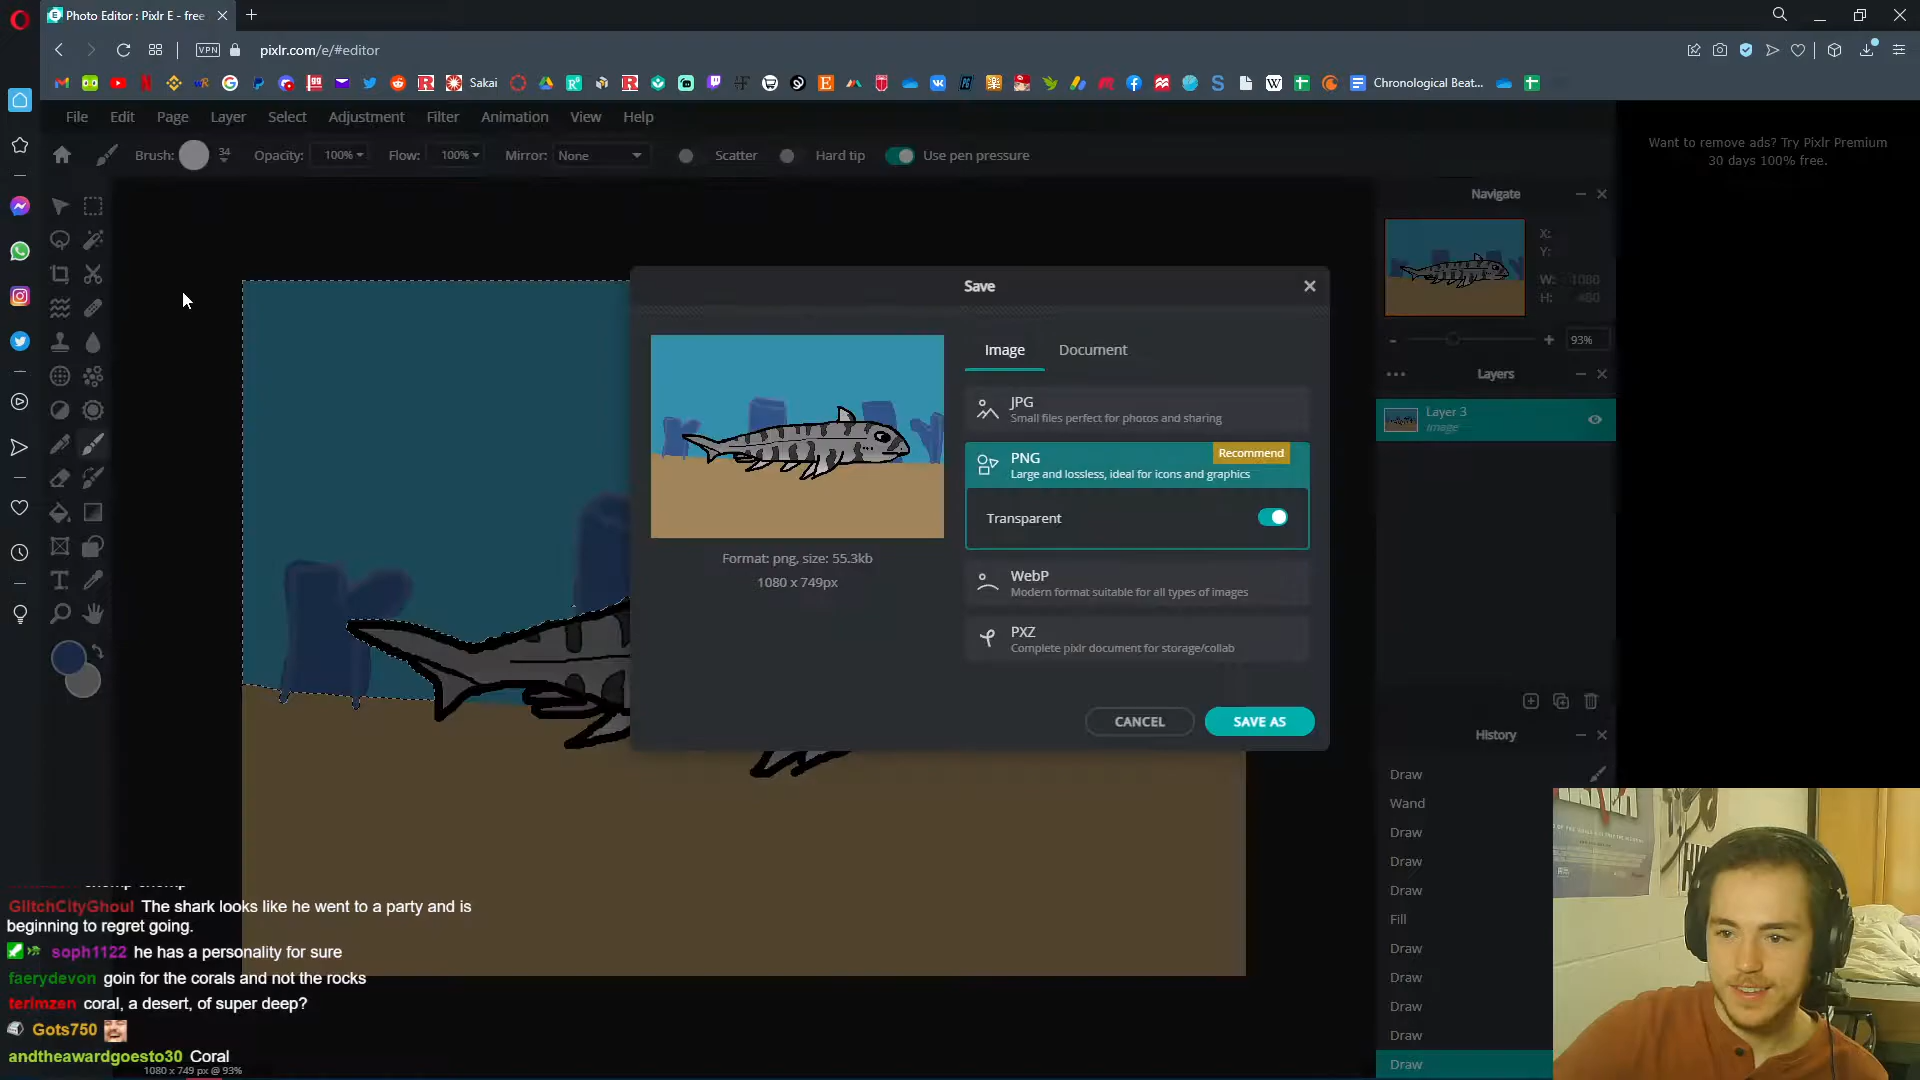 Photo Editor : Pixlr E - free
VPN
pixlr.com/e/#editor
Sakai
Chronological Beat...
File Edit Page Layer Select Adjustment Filter Animation View Help
Brush: 34 Opacity: 100% Flow: 100% Mirror: None Scatter Hard tip Use pen pressure
Want to remove ads? Try Pixlr Premium
30 days 100% free.
Navigate
X:
Y:
W: 1080
H:
93%
Layers
Layer 3
Image
History
Draw
Wand
Draw
Draw
Draw
Fill
Draw
Draw
Draw
Draw
Draw
Save
Image Document
JPG
Small files perfect for photos and sharing
PNG
Recommend
Large and lossless, ideal for icons and graphics
Transparent
WebP
Modern format suitable for all types of images
PXZ
Complete pixlr document for storage/collab
Format: png, size: 55.3kb
1080 x 749px
CANCEL SAVE AS
GlitchCityGhoul The shark looks like he went to a party and is
beginning to regret going.
soph1122 he has a personality for sure
faerydevon goin for the corals and not the rocks
terimzen coral, a desert, of super deep?
Gots750
andtheawardgoesto30 Coral
1080 x 749 px @ 93%